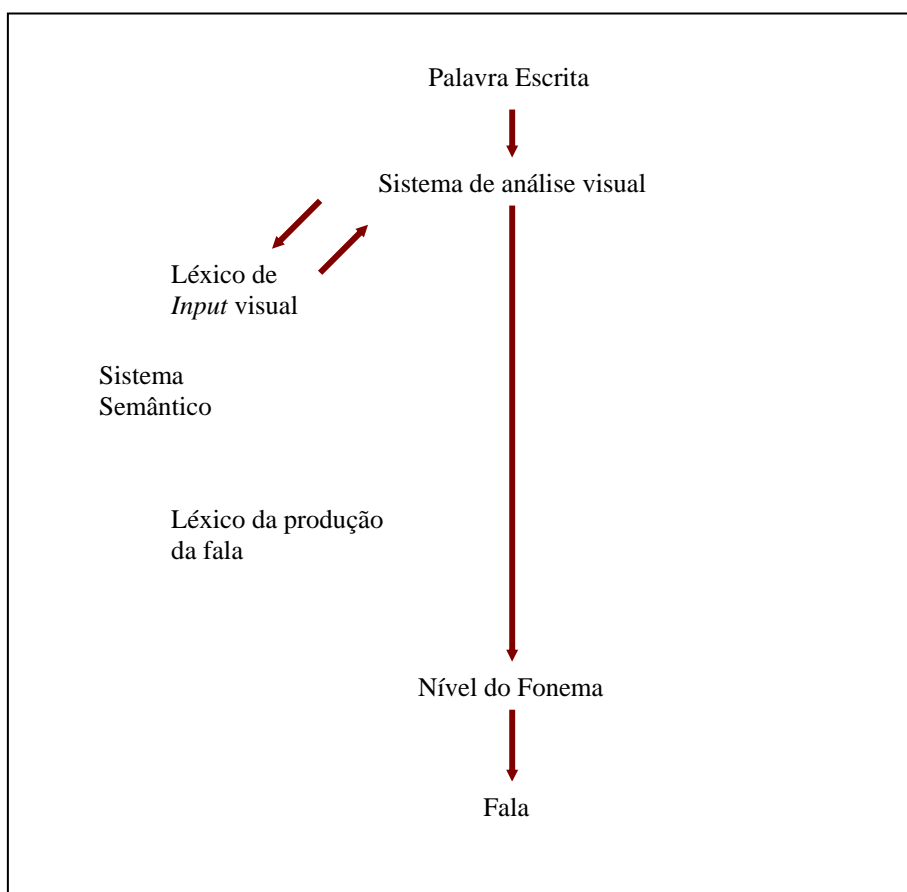 Palavra Escrita
Sistema de análise visual
Léxico de
Input visual
Sistema
Semântico
Léxico da produção
da fala
Nível do Fonema
Fala